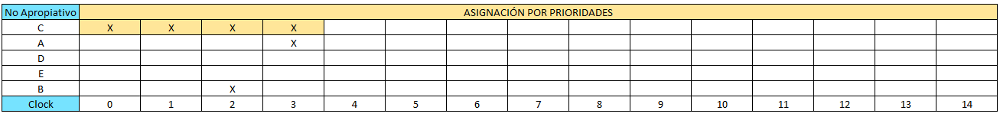 No Apropiativo ASIGNACIÓN POR PRIORIDADES
C X X X X
A X
D
E
B X
Clock 0 1 2 3 4 5 6 7 8 9 10 11 12 13 14